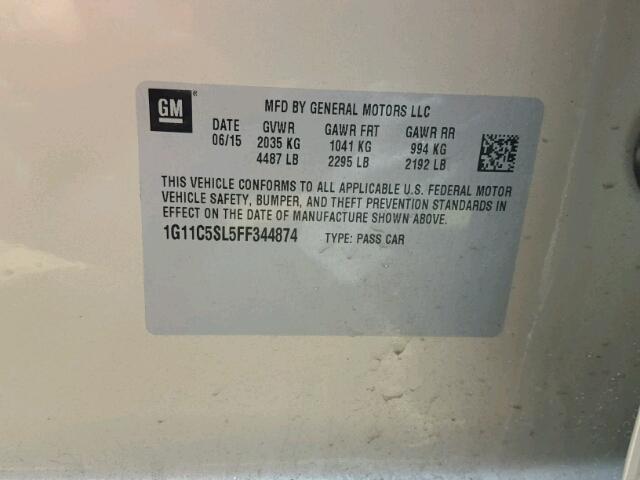 GM® MFD BY GENERAL MOTORS LLC
DATE GVWR GAWR FRT GAWR RR
06/15 2035 KG 1041 KG 994 KG
4487 LB 2295 LB 2192 LB
THIS VEHICLE CONFORMS TO ALL APPLICABLE U.S. FEDERAL MOTOR
VEHICLE SAFETY, BUMPER, AND THEFT PREVENTION STANDARDS IN
EFFECT ON THE DATE OF MANUFACTURE SHOWN ABOVE.
1G11C5SL5FF344874 TYPE: PASS CAR